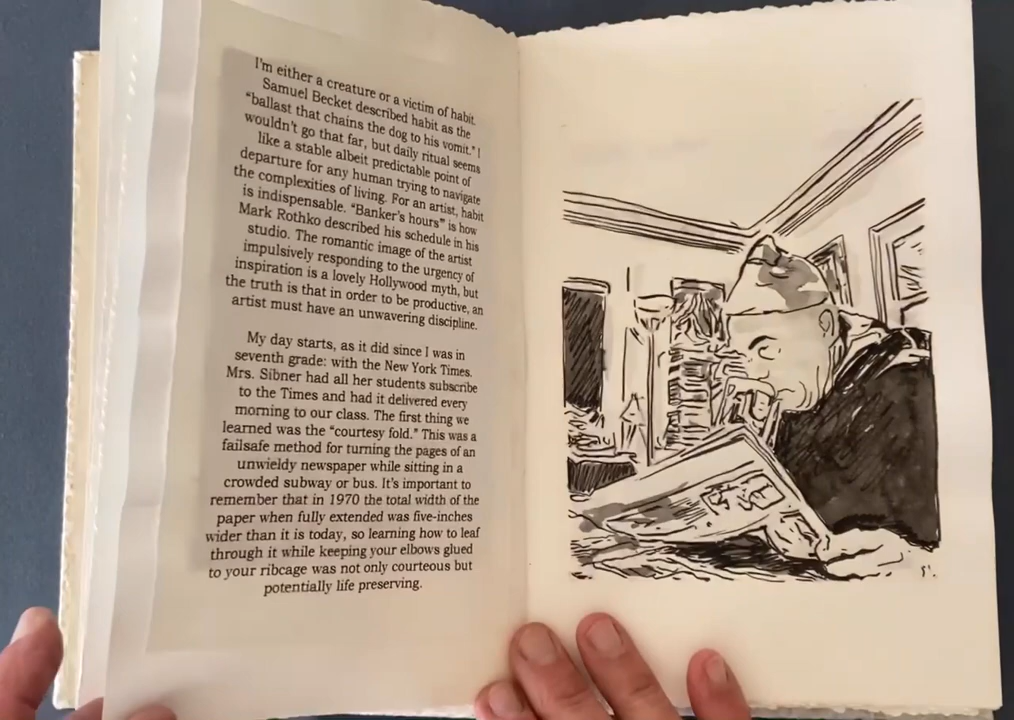 I'm either a creature or a victim of habit.
Samuel Becket described habit as the
"ballast that chains the dog to his vomit." I
wouldn't go that far, but daily ritual seems
like a stable albeit predictable point of
departure for any human trying to navigate
the complexities of living. For an artist, habit
is indispensable. "Banker's hours" is how
Mark Rothko described his schedule in his
studio. The romantic image of the artist
impulsively responding to the urgency of
inspiration is a lovely Hollywood myth, but
the truth is that in order to be productive, an
artist must have an unwavering discipline.
My day starts, as it did since I was in
seventh grade: with the New York Times.
Mrs. Sibner had all her students subscribe
to the Times and had it delivered every
morning to our class. The first thing we
learned was the "courtesy fold." This was a
failsafe method for turning the pages of an
unwieldy newspaper while sitting in a
crowded subway or bus. It's important to
remember that in 1970 the total width of the
paper when fully extended was five-inches
wider than it is today, so learning how to leaf
through it while keeping your elbows glued
to your ribcage was not only courteous but
potentially life preserving.